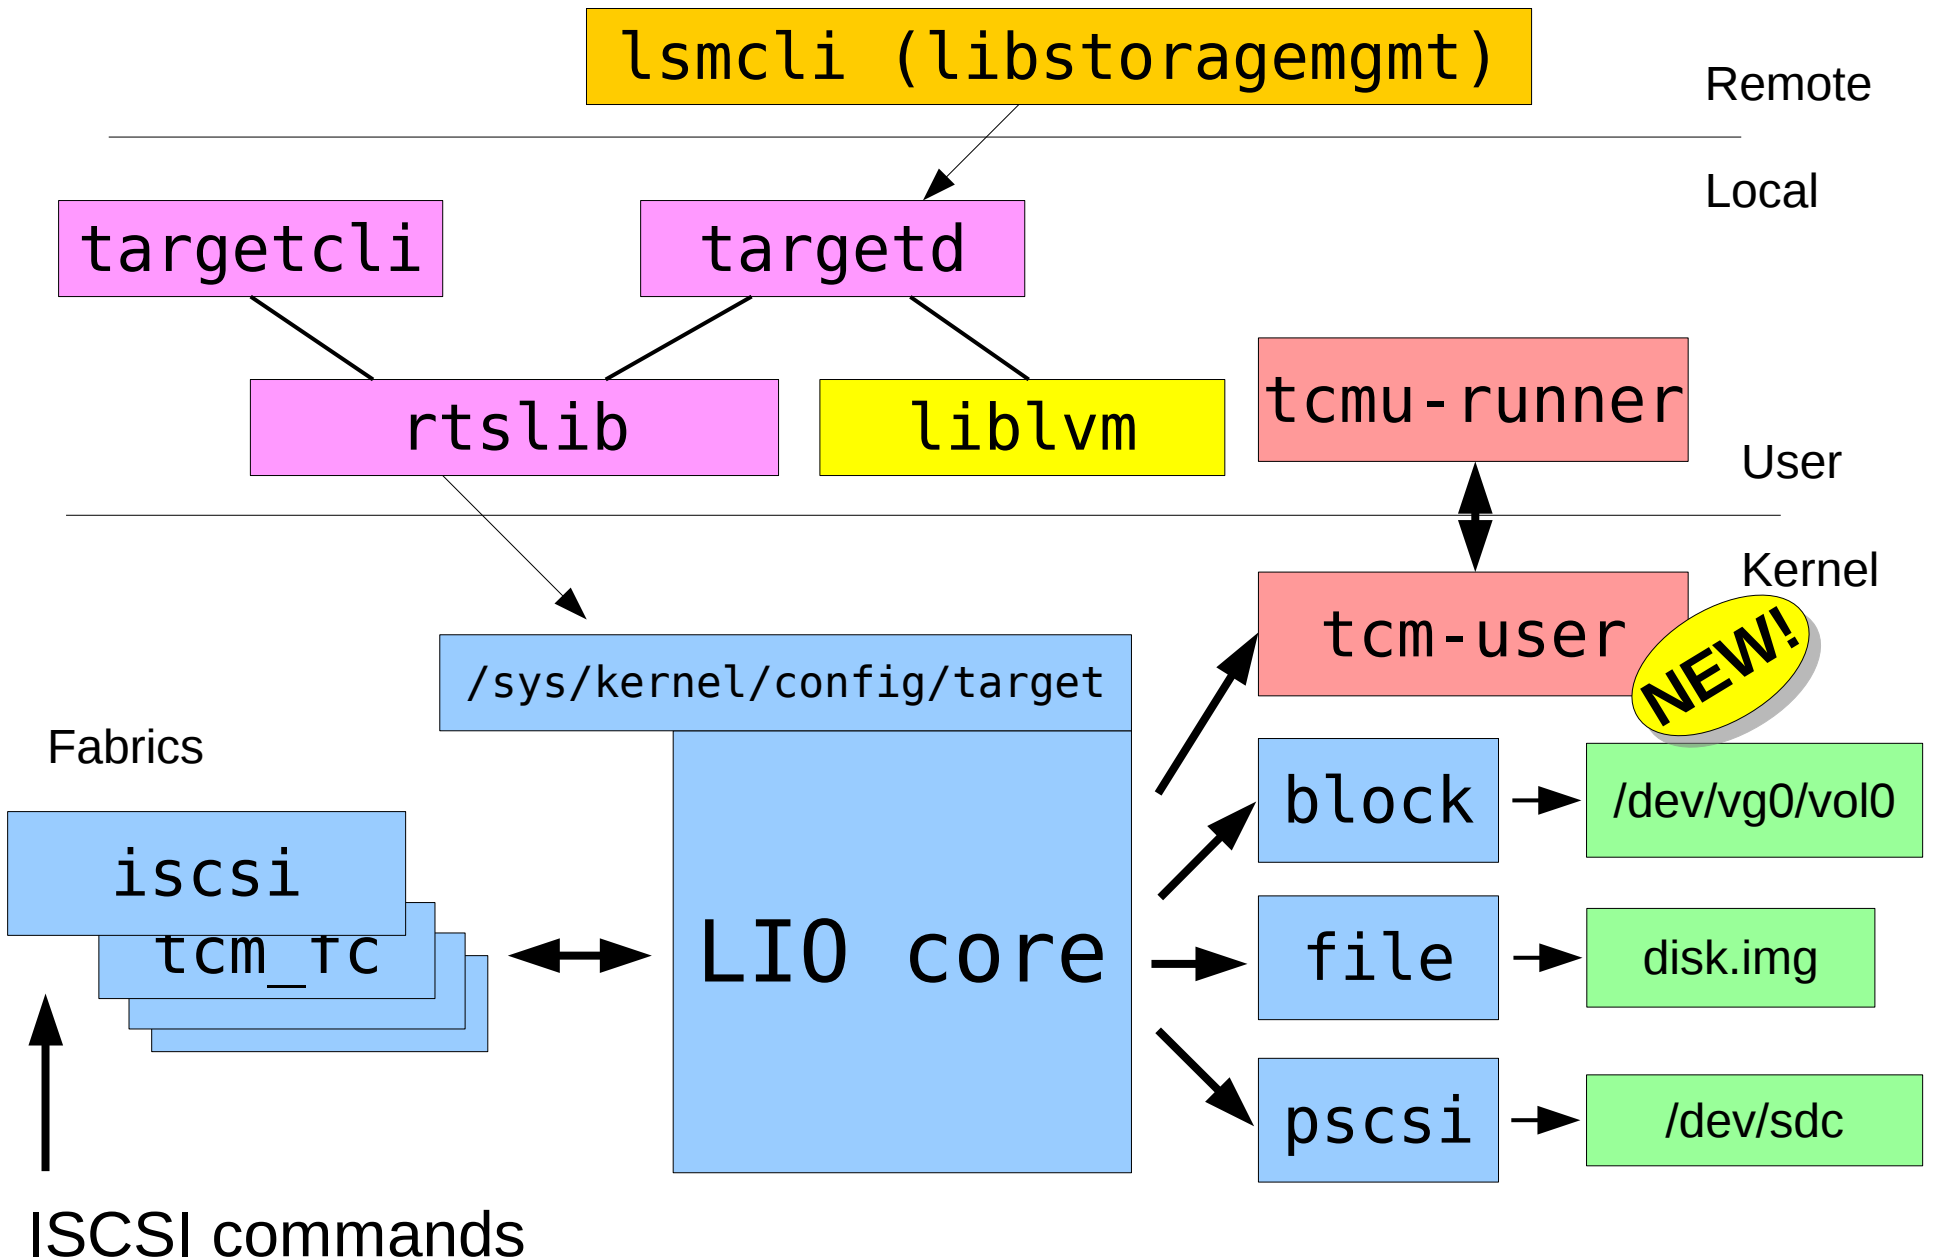 lsmcli (libstoragemgmt)
Remote
Local
targetcli
targetd
rtslib
liblvm
tcmu-runner
User
Kernel
/sys/kernel/config/target
tcm-user
NEW!
Fabrics
iscsi
tcm_fc
LIO core
block
/dev/vg0/vol0
file
disk.img
pscsi
/dev/sdc
ISCSI commands